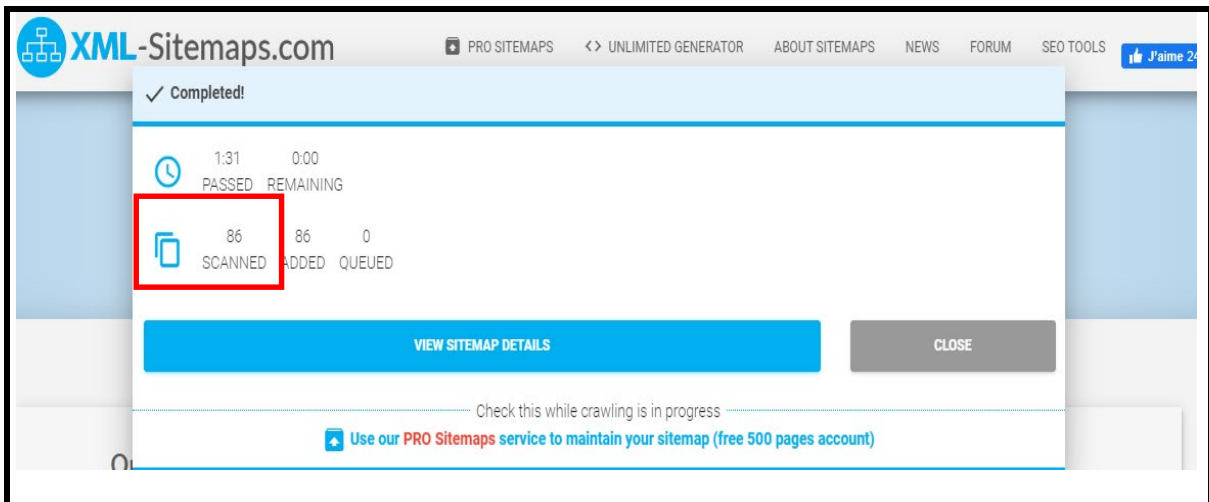 XML-Sitemaps.com PRO SITEMAPS <> UNLIMITED GENERATOR ABOUT SITEMAPS NEWS FORUM SEO TOOLS J'aime 24
Completed!
1:31 0:00
PASSED REMAINING
86 86 0
SCANNED ADDED QUEUED
VIEW SITEMAP DETAILS CLOSE
Check this while crawling is in progress
Use our PRO Sitemaps service to maintain your sitemap (free 500 pages account)